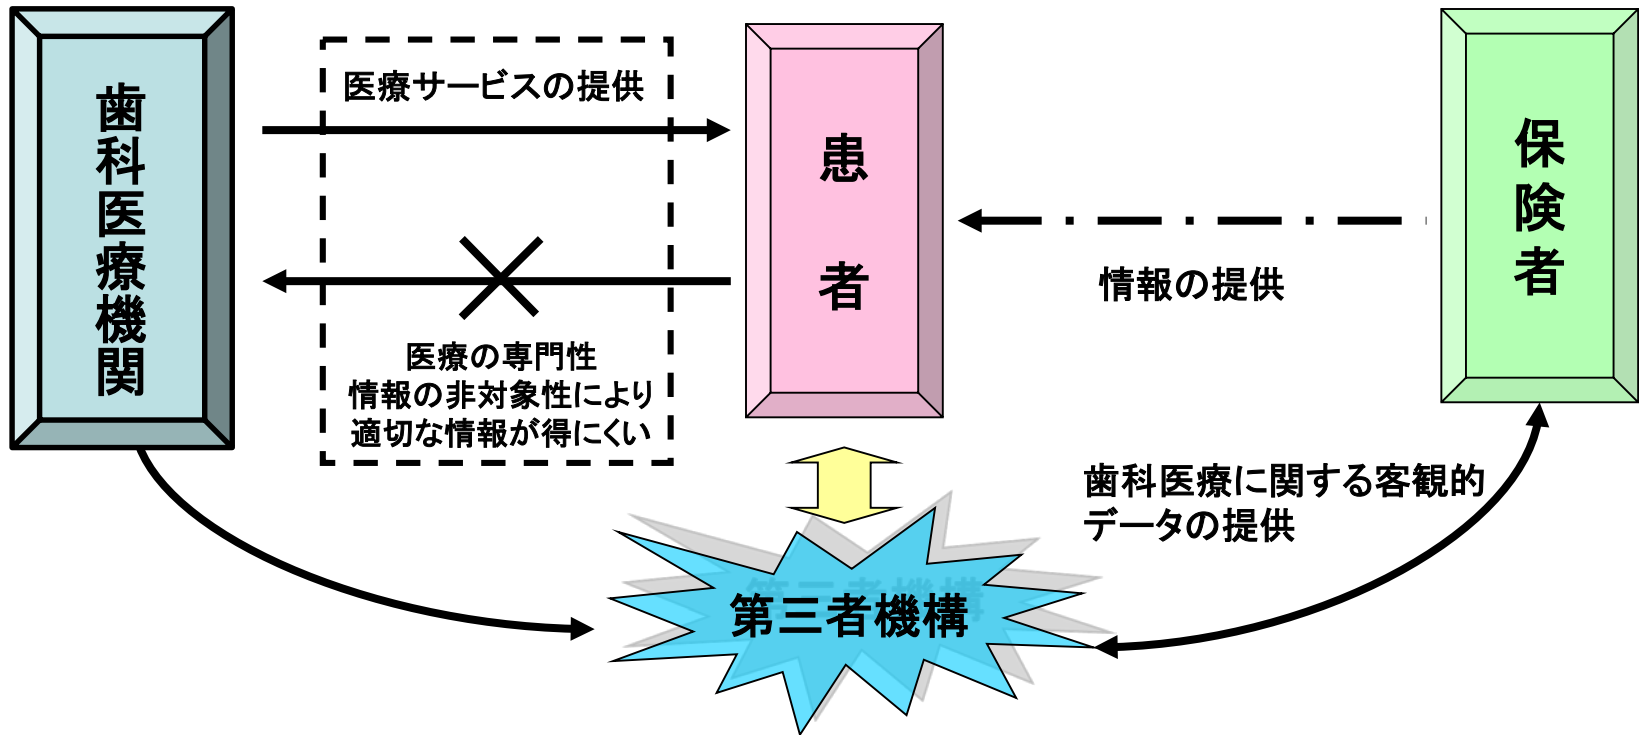 歯科医療機関
医療サービスの提供
患者
保険者
情報の提供
医療の専門性
情報の非対象性により
適切な情報が得にくい
歯科医療に関する客観的
データの提供
第三者機構